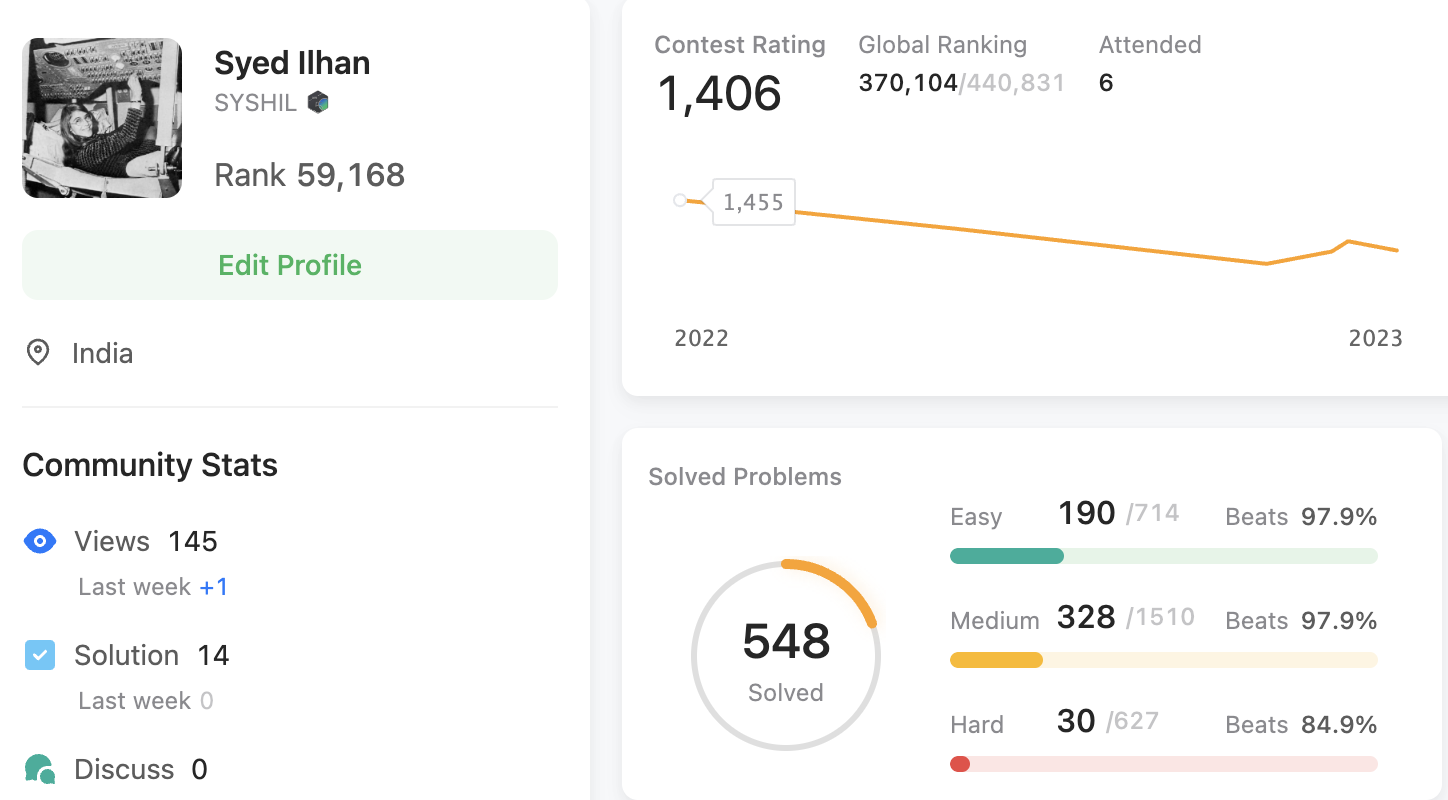 Syed Ilhan
SYSHIL
Rank 59,168
Edit Profile
India
Community Stats
Views 145
Last week +1
Solution 14
Last week 0
Discuss 0
Contest Rating
1,406
Global Ranking
370,104/440,831
Attended
6
1,455
2022
2023
Solved Problems
548
Solved
Easy 190 /714 Beats 97.9%
Medium 328 /1510 Beats 97.9%
Hard 30 /627 Beats 84.9%